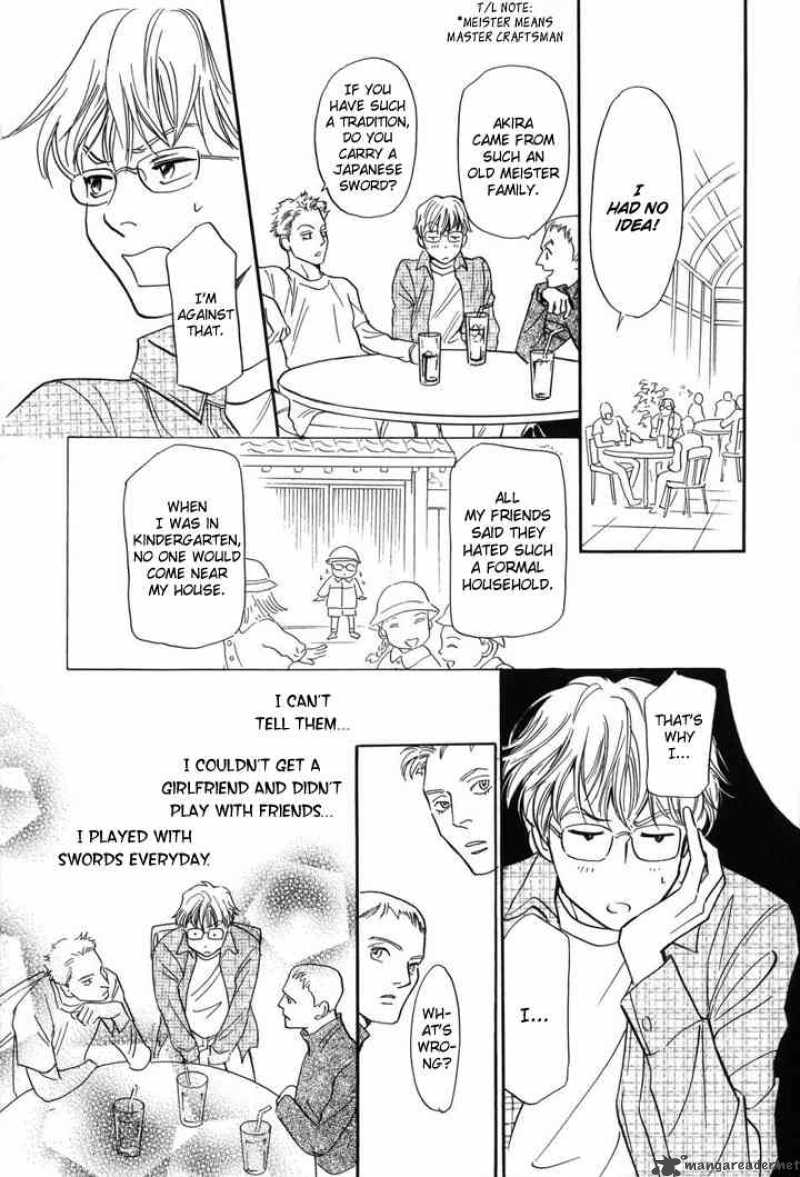 I
HAD NO
IDEA!
T/L NOTE:
*MEISTER MEANS
MASTER CRAFTSMAN
AKIRA
CAME FROM
SUCH AN
OLD MEISTER
FAMILY.
IF YOU
HAVE SUCH
A TRADITION,
DO YOU
CARRY A
JAPANESE
SWORD?
I'M
AGAINST
THAT.
ALL
MY FRIENDS
SAID THEY
HATED SUCH
A FORMAL
HOUSEHOLD.
WHEN
I WAS IN
KINDERGARTEN,
NO ONE WOULD
COME NEAR
MY HOUSE.
THAT'S
WHY
I...
I...
WH-
AT'S
WRO-
NG?
I CAN'T
TELL THEM...
I COULDN'T GET A
GIRLFRIEND AND DIDN'T
PLAY WITH FRIENDS...
I PLAYED WITH
SWORDS EVERYDAY.
mangareader.net